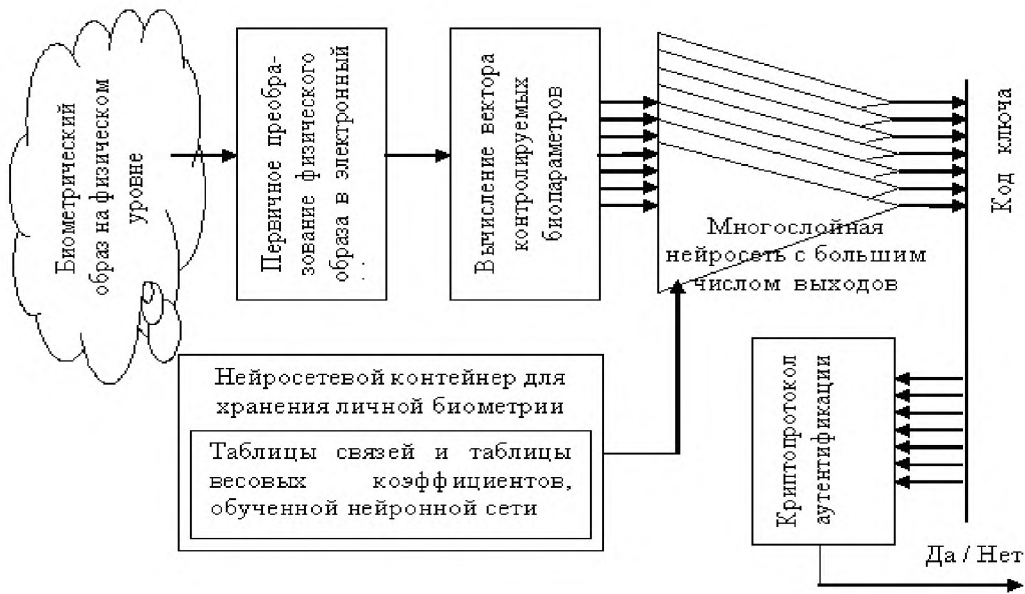 Биометрический
образ на физическом
уровне
Первичное преобра-
зование физического
образа в электронный
..
Вычисление вектора
контролируемых
биопараметров
Многослойная
нейросеть с большим
числом выходов
Код ключа
Нейросетевой контейнер для
хранения личной биометрии
Таблицы связей и таблицы
весовых коэффициентов,
обученной нейронной сети
Криптопротокол
аутентификации
Да / Нет